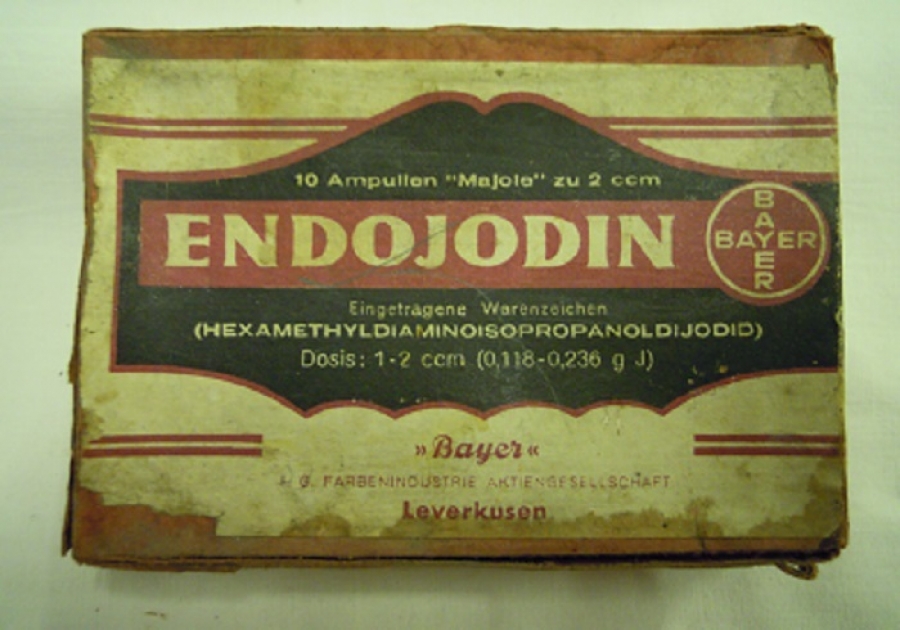 10 Ampullen "Majole" zu 2 ccm
ENDOJODIN
BAYER
BAYER
Eingetragene Warenzeichen
(HEXAMETHYLDIAMINOISOPROPANOLDIJODID)
Dosis: 1-2 ccm (0,118-0,236 g J)
»Bayer«
G. FARBENINDUSTRIE AKTIENGESELLSCHAFT
Leverkusen